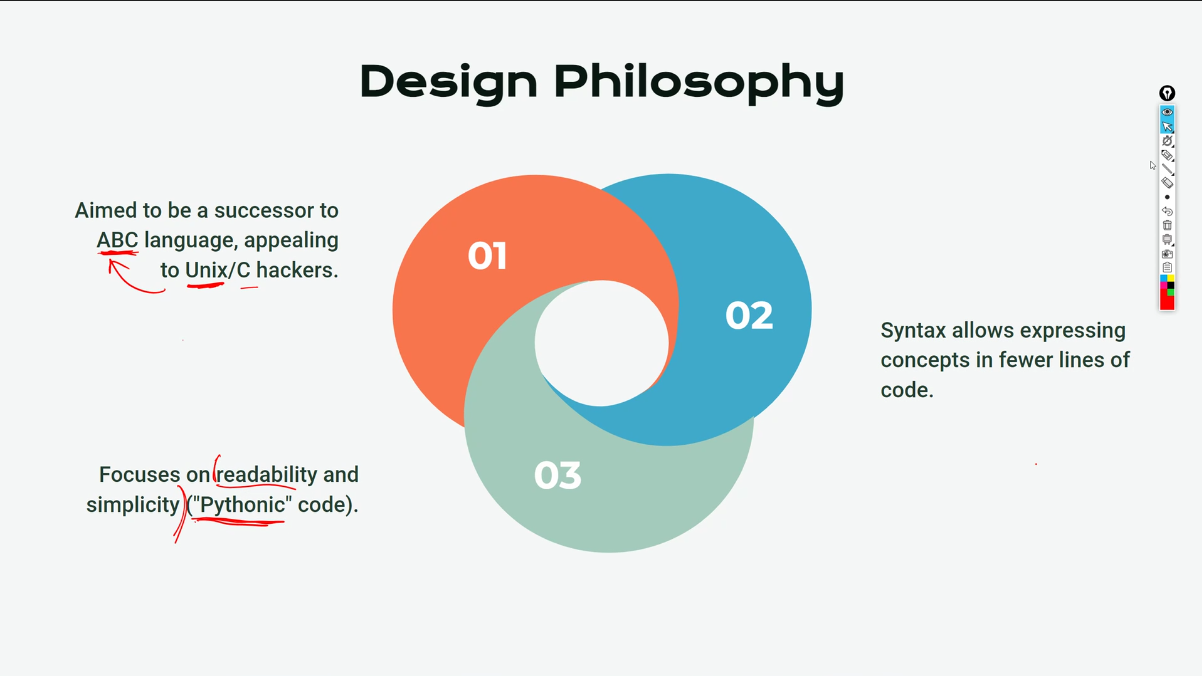 Design Philosophy
Aimed to be a successor to
ABC language, appealing
to Unix/C hackers.
01
02
Syntax allows expressing
concepts in fewer lines of
code.
Focuses on readability and
simplicity ("Pythonic" code).
03